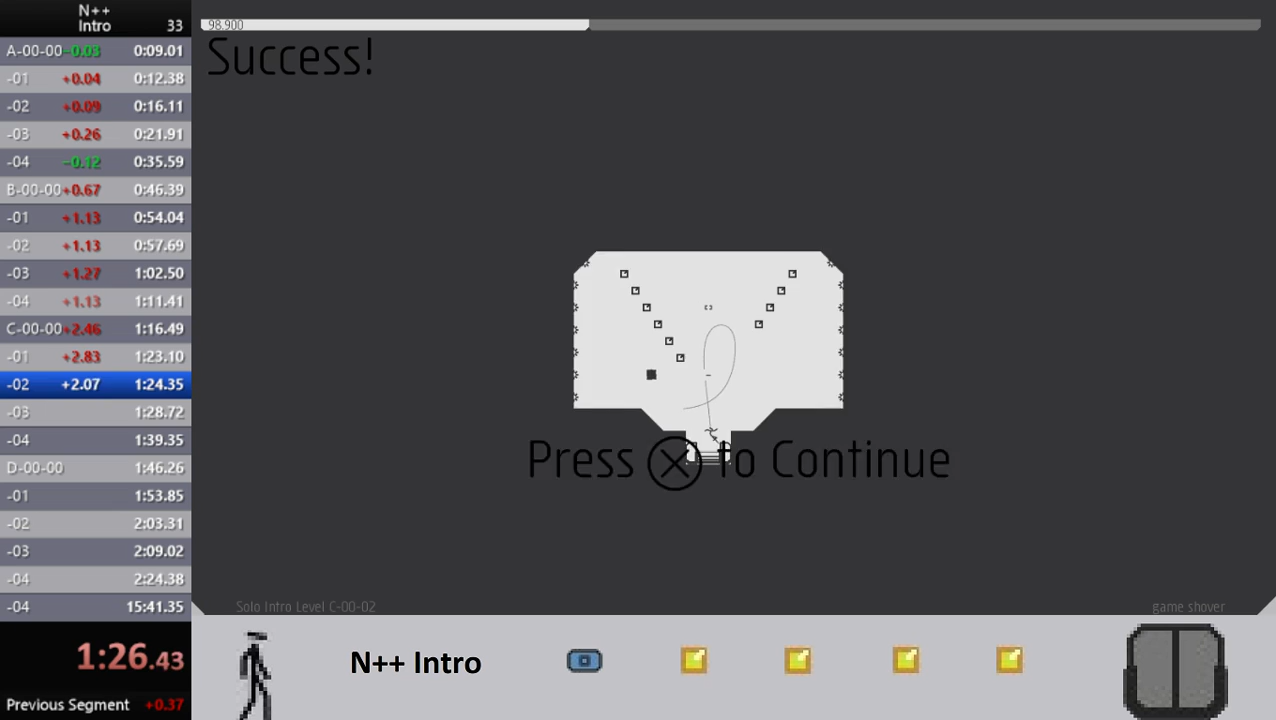 N++
Intro 33
A-00-00 -0.03 0:09.01
-01 +0.04 0:12.38
-02 +0.09 0:16.11
-03 +0.26 0:21.91
-04 -0.12 0:35.59
B-00-00 +0.67 0:46.39
-01 +1.13 0:54.04
-02 +1.13 0:57.69
-03 +1.27 1:02.50
-04 +1.13 1:11.41
C-00-00 +2.46 1:16.49
-01 +2.83 1:23.10
-02 +2.07 1:24.35
-03 1:28.72
-04 1:39.35
D-00-00 1:46.26
-01 1:53.85
-02 2:03.31
-03 2:09.02
-04 2:24.38
-04 15:41.35
1:26.43
Previous Segment +0.37
98.900
Success!
Press X to Continue
Solo Intro Level C-00-02
game shover
N++ Intro